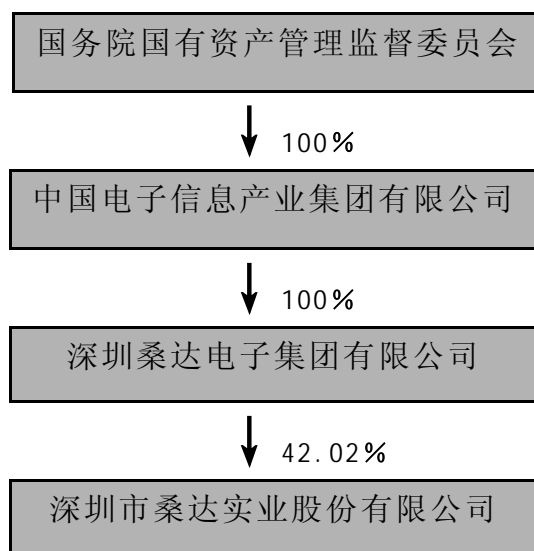 国务院国有资产管理监督委员会
100%
中国电子信息产业集团有限公司
100%
深圳桑达电子集团有限公司
42.02%
深圳市桑达实业股份有限公司